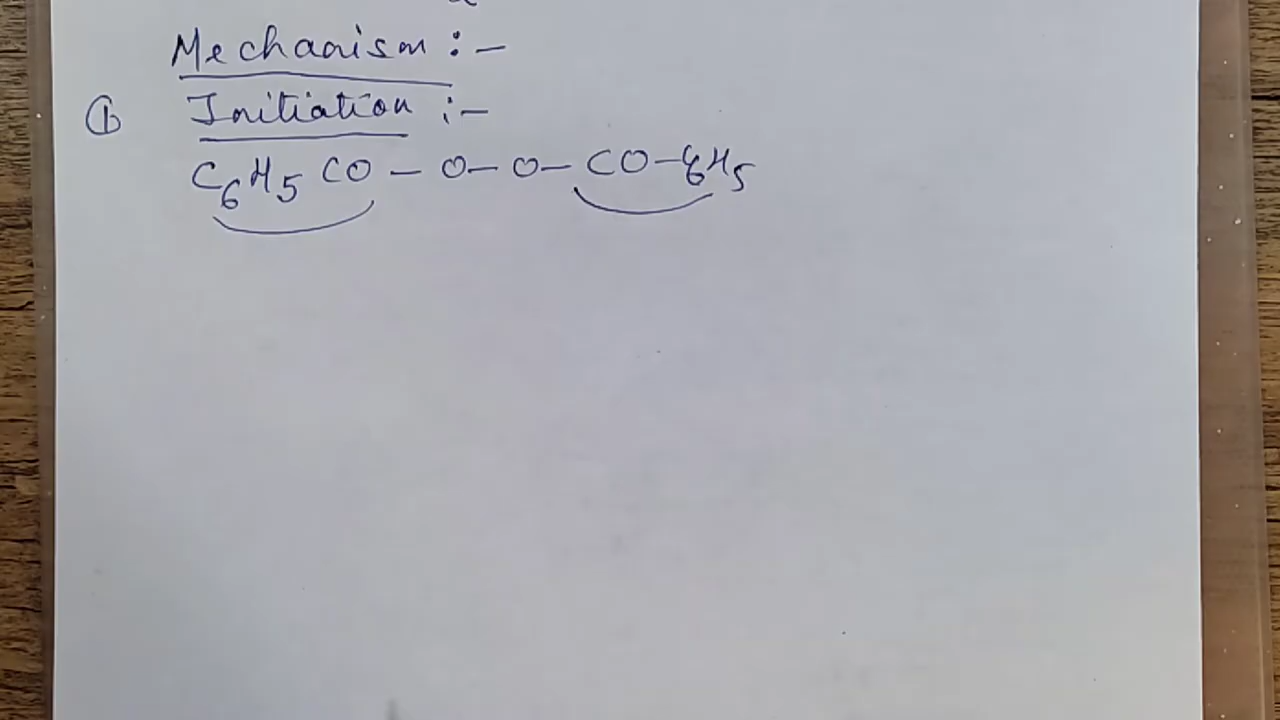 Mechanism :-
① Initiation :-
C₆H₅CO – O – O – CO – C₆H₅